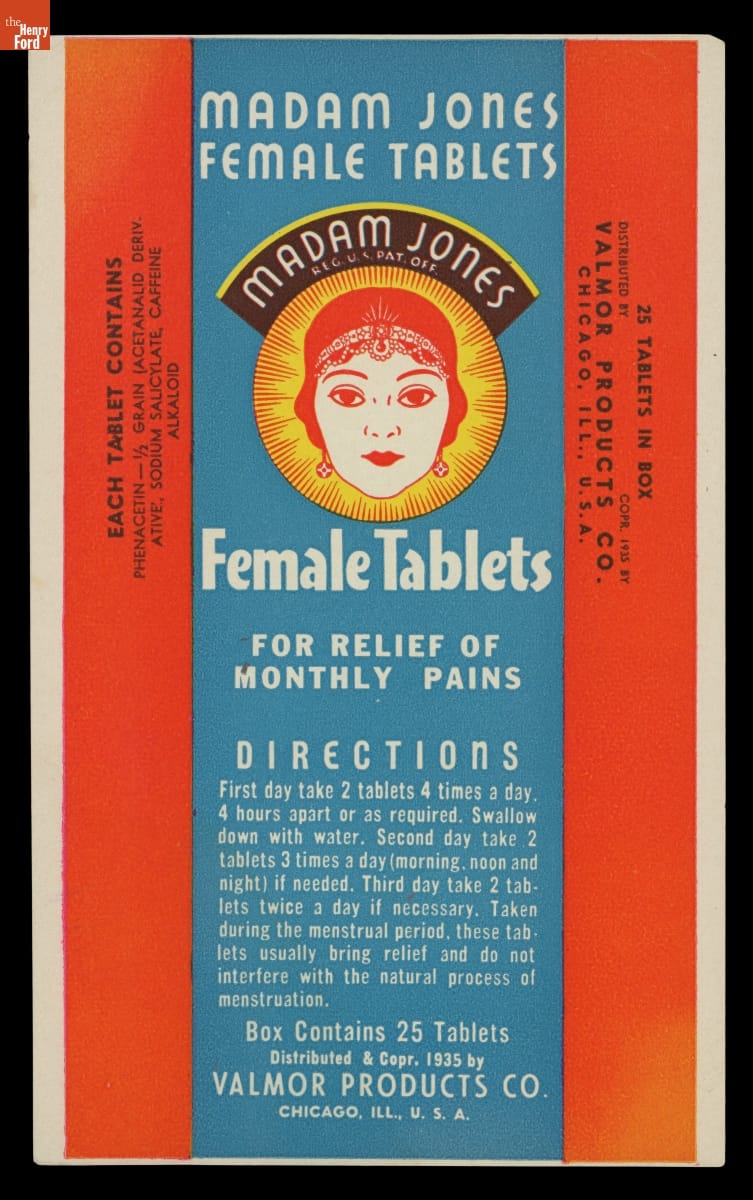 the
Henry
Ford
MADAM JONES
FEMALE TABLETS
MADAM JONES
REG. U. S. PAT. OFF.
Female Tablets
FOR RELIEF OF
MONTHLY PAINS
DIRECTIONS
First day take 2 tablets 4 times a day,
4 hours apart or as required. Swallow
down with water. Second day take 2
tablets 3 times a day (morning, noon and
night) if needed. Third day take 2 tab-
lets twice a day if necessary. Taken
during the menstrual period, these tab-
lets usually bring relief and do not
interfere with the natural process of
menstruation.
Box Contains 25 Tablets
Distributed & Copr. 1935 by
VALMOR PRODUCTS CO.
CHICAGO, ILL., U. S. A.
EACH TABLET CONTAINS
PHENACETIN—½ GRAIN (ACETANALID DERIV-
ATIVE), SODIUM SALICYLATE, CAFFEINE
ALKALOID
25 TABLETS IN BOX
DISTRIBUTED BY COPR. 1935 BY
VALMOR PRODUCTS CO.
CHICAGO, ILL., U. S. A.